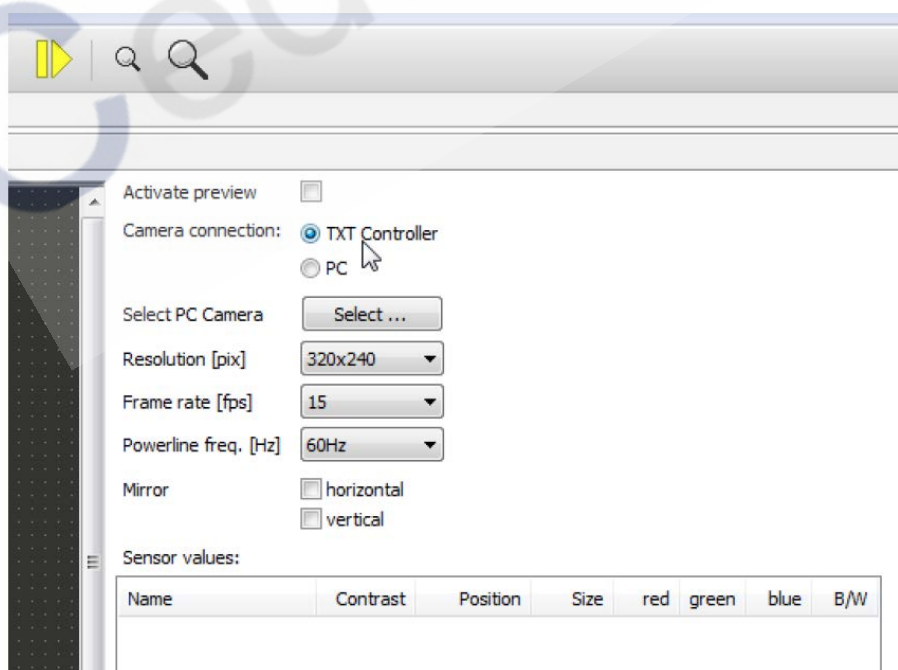 Ceu
Activate preview
Camera connection: TXT Controller
PC
Select PC Camera Select ...
Resolution [pix] 320x240
Frame rate [fps] 15
Powerline freq. [Hz] 60Hz
Mirror horizontal
vertical
Sensor values:
Name Contrast Position Size red green blue B/W